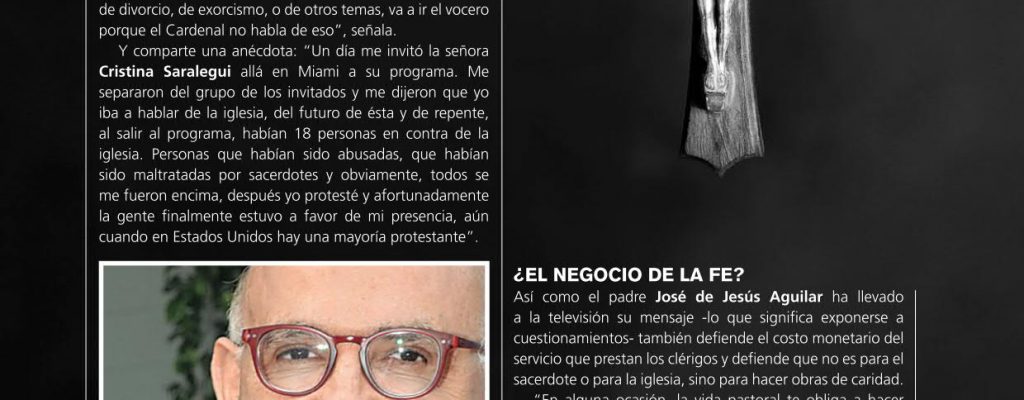 de divorcio, de exorcismo, o de otros temas, va a ir el vocero
porque el Cardenal no habla de eso”, señala.
Y comparte una anécdota: “Un día me invitó la señora
Cristina Saralegui allá en Miami a su programa. Me
separaron del grupo de los invitados y me dijeron que yo
iba a hablar de la iglesia, del futuro de ésta y de repente,
al salir al programa, habían 18 personas en contra de la
iglesia. Personas que habían sido abusadas, que habían
sido maltratadas por sacerdotes y obviamente, todos se
me fueron encima, después yo protesté y afortunadamente
la gente finalmente estuvo a favor de mi presencia, aún
cuando en Estados Unidos hay una mayoría protestante”.
¿EL NEGOCIO DE LA FE?
Así como el padre José de Jesús Aguilar ha llevado
a la televisión su mensaje -lo que significa exponerse a
cuestionamientos- también defiende el costo monetario del
servicio que prestan los clérigos y defiende que no es para el
sacerdote o para la iglesia, sino para hacer obras de caridad.
“En alguna ocasión, la vida pastoral te obliga a hacer